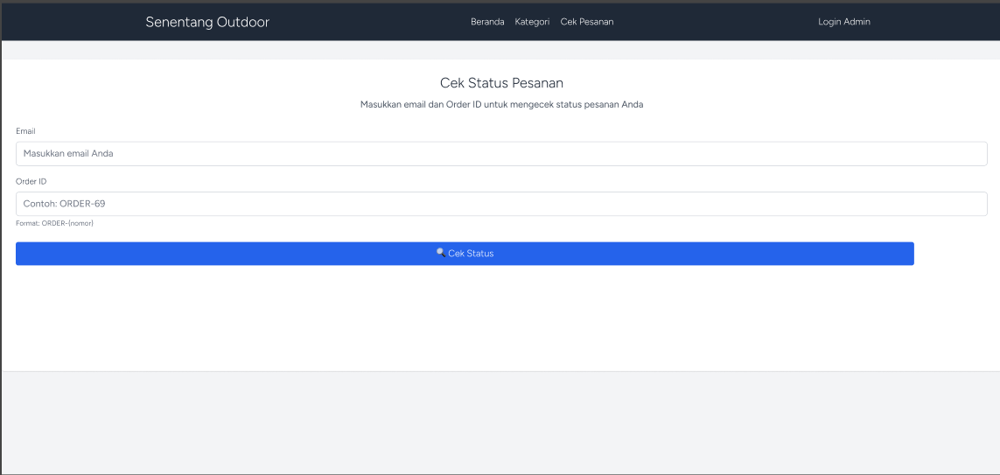 Senentang Outdoor Beranda Kategori Cek Pesanan Login Admin
Cek Status Pesanan
Masukkan email dan Order ID untuk mengecek status pesanan Anda
Email
Masukkan email Anda
Order ID
Contoh: ORDER-69
Format: ORDER-{nomor}
Cek Status